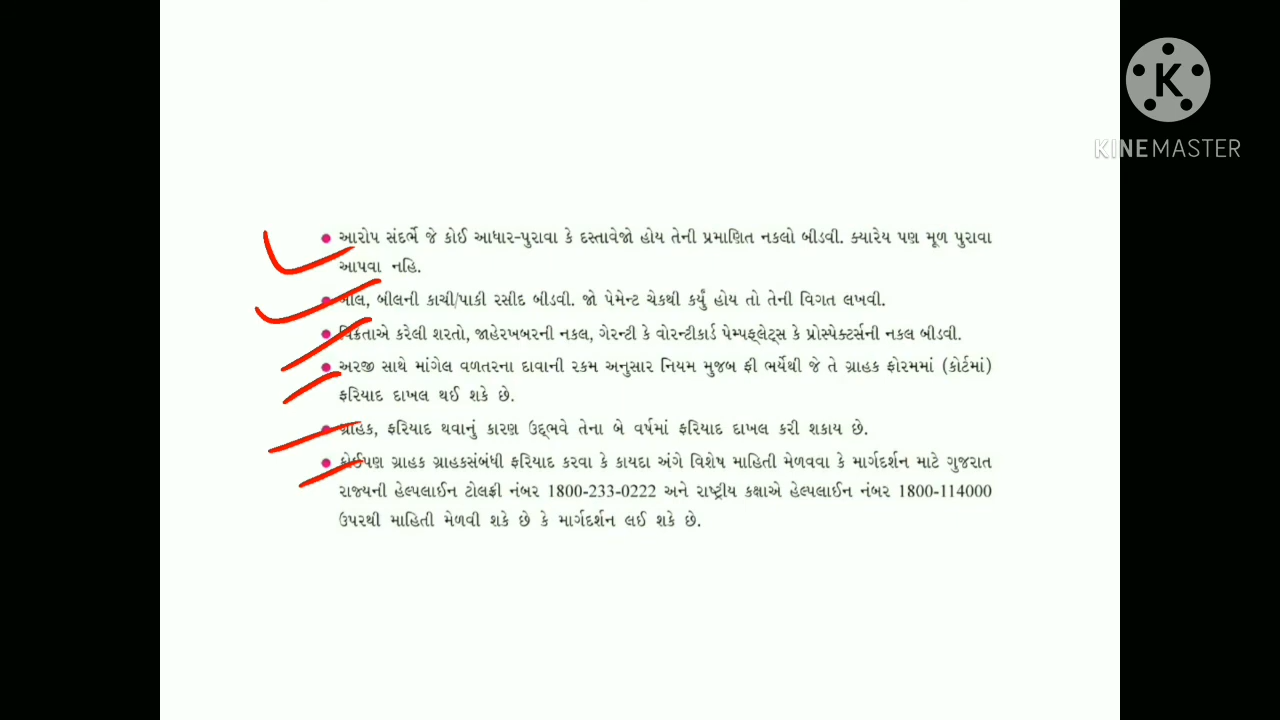 KINEMASTER
આરોપ સંદર્ભે જે કોઈ આધાર-પુરાવા કે દસ્તાવેજો હોય તેની પ્રમાણિત નકલો બીડવી. ક્યારેય પણ મૂળ પુરાવા
આપવા નહિ.
બીલ, બીલની કાચી/પાકી રસીદ બીડવી. જો પેમેન્ટ ચેકથી કર્યું હોય તો તેની વિગત લખવી.
વિક્રેતાએ કરેલી શરતો, જાહેરખબરની નકલ, ગેરન્ટી કે વોરન્ટીકાર્ડ પેમ્પફ્લેટ્સ કે પ્રોસ્પેક્ટર્સની નકલ બીડવી.
અરજી સાથે માંગેલ વળતરના દાવાની રકમ અનુસાર નિયમ મુજબ ફી ભર્યેથી જે તે ગ્રાહક ફોરમમાં (કોર્ટમાં)
ફરિયાદ દાખલ થઈ શકે છે.
ગ્રાહક, ફરિયાદ થવાનું કારણ ઉદ્ભવે તેના બે વર્ષમાં ફરિયાદ દાખલ કરી શકાય છે.
કોઈપણ ગ્રાહક ગ્રાહકસંબંધી ફરિયાદ કરવા કે કાયદા અંગે વિશેષ માહિતી મેળવવા કે માર્ગદર્શન માટે ગુજરાત
રાજ્યની હેલ્પલાઈન ટોલફ્રી નંબર 1800-233-0222 અને રાષ્ટ્રીય કક્ષાએ હેલ્પલાઈન નંબર 1800-114000
ઉપરથી માહિતી મેળવી શકે છે કે માર્ગદર્શન લઈ શકે છે.